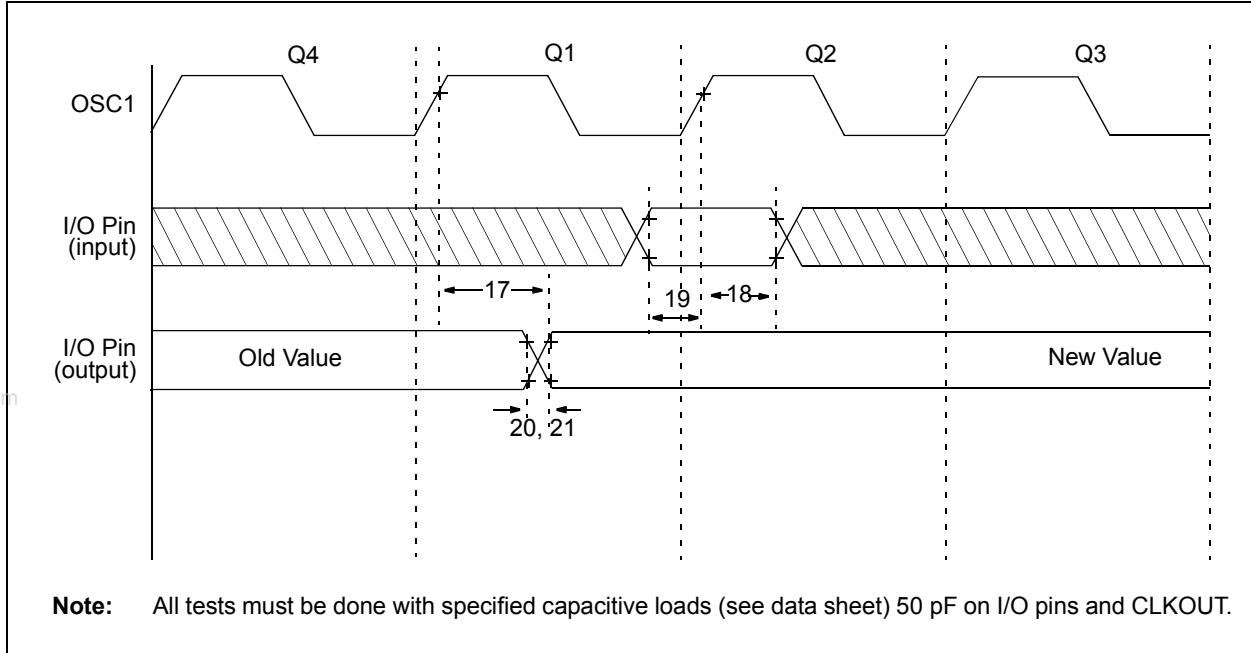 Q4 Q1 Q2 Q3
OSC1
I/O Pin
(input)
17
19
18
I/O Pin
(output)
Old Value
New Value
20, 21
m
Note: All tests must be done with specified capacitive loads (see data sheet) 50 pF on I/O pins and CLKOUT.